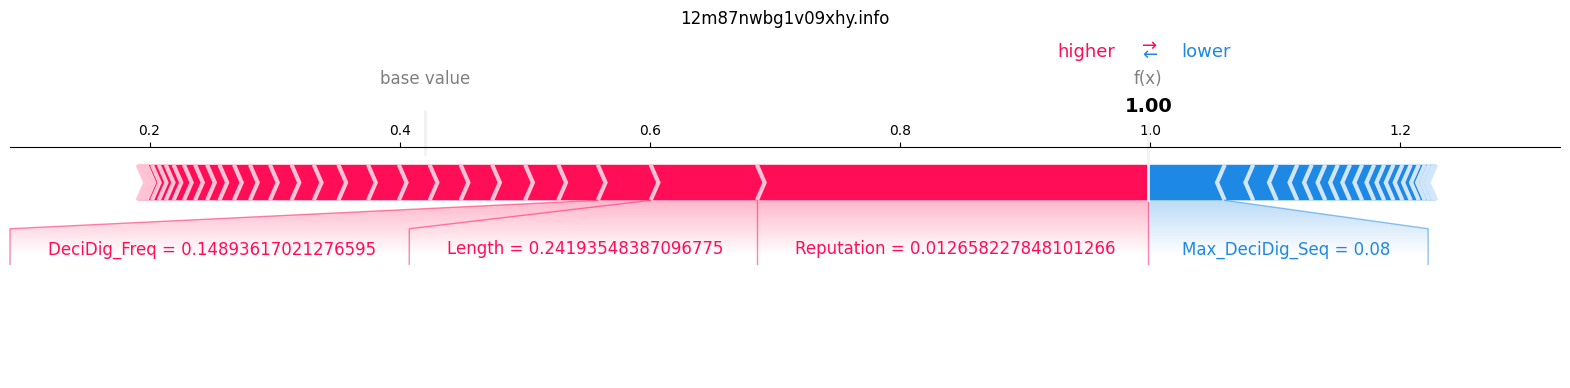 12m87nwbg1v09xhy.info
higher ⇄ lower
base value f(x)
1.00
0.2 0.4 0.6 0.8 1.0 1.2
DeciDig_Freq = 0.14893617021276595 Length = 0.24193548387096775 Reputation = 0.012658227848101266 Max_DeciDig_Seq = 0.08